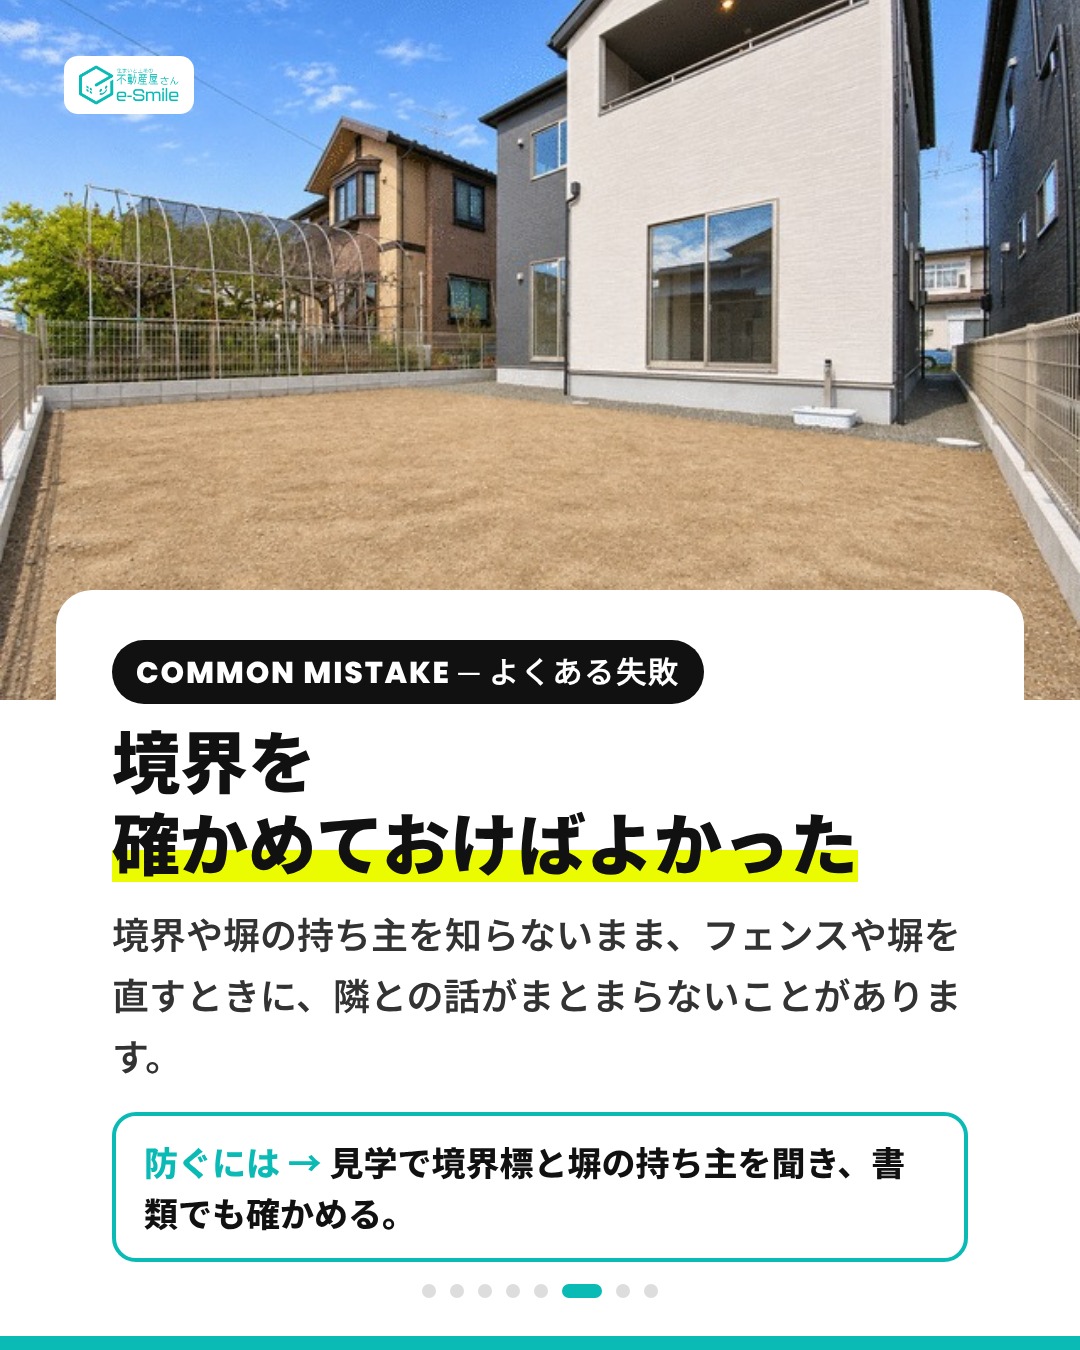 不動産屋さん
e-Smile
COMMON MISTAKE — よくある失敗
境界を
確かめておけばよかった
境界や塀の持ち主を知らないまま、フェンスや塀を
直すときに、隣との話がまとまらないことがありま
す。
防ぐには → 見学で境界標と塀の持ち主を聞き、書
類でも確かめる。